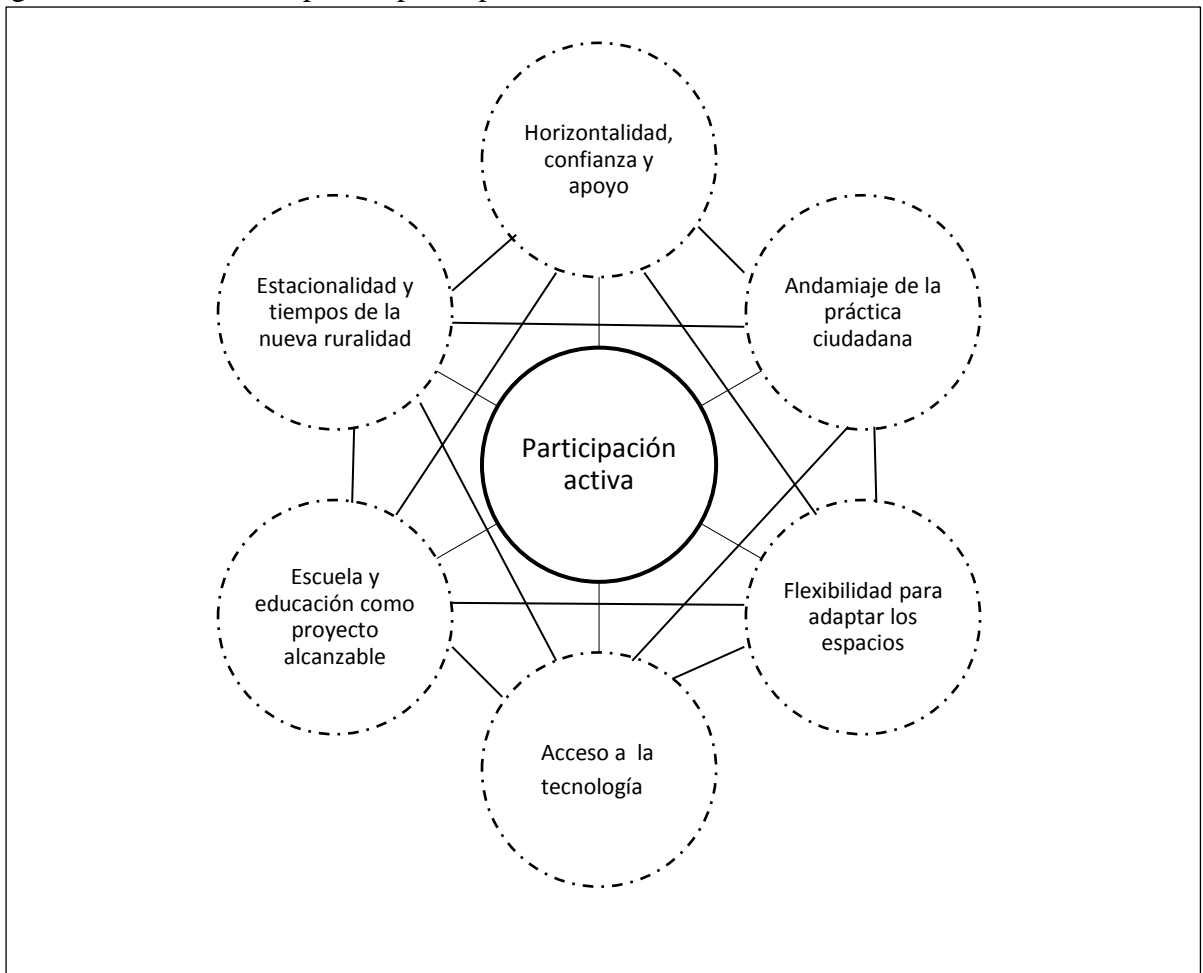 Horizontalidad,
confianza y
apoyo
Estacionalidad y
tiempos de la
nueva ruralidad
Andamiaje de la
práctica
ciudadana
Participación
activa
Escuela y
educación como
proyecto
alcanzable
Flexibilidad para
adaptar los
espacios
Acceso a la
tecnología